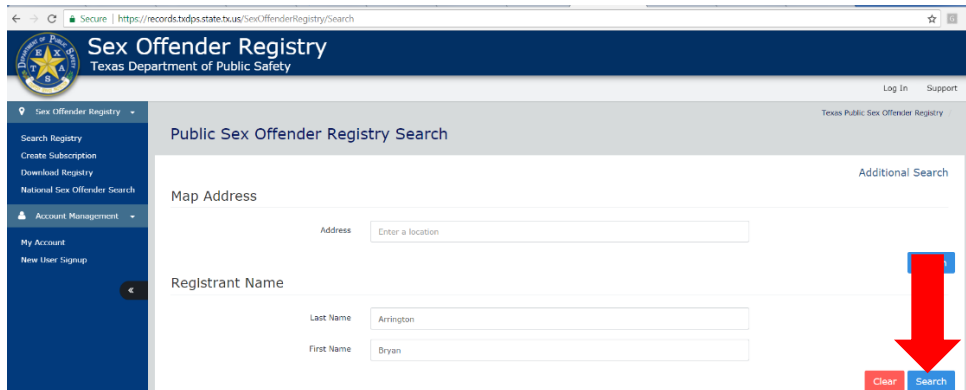 Secure | https://records.txdps.state.tx.us/SexOffenderRegistry/Search
Sex Offender Registry
Texas Department of Public Safety
Log In Support
Sex Offender Registry
Texas Public Sex Offender Registry
Search Registry
Create Subscription
Download Registry
National Sex Offender Search
Account Management
My Account
New User Signup
«
Public Sex Offender Registry Search
Additional Search
Map Address
Address Enter a location
Registrant Name
Last Name Arrington
First Name Bryan
Clear Search